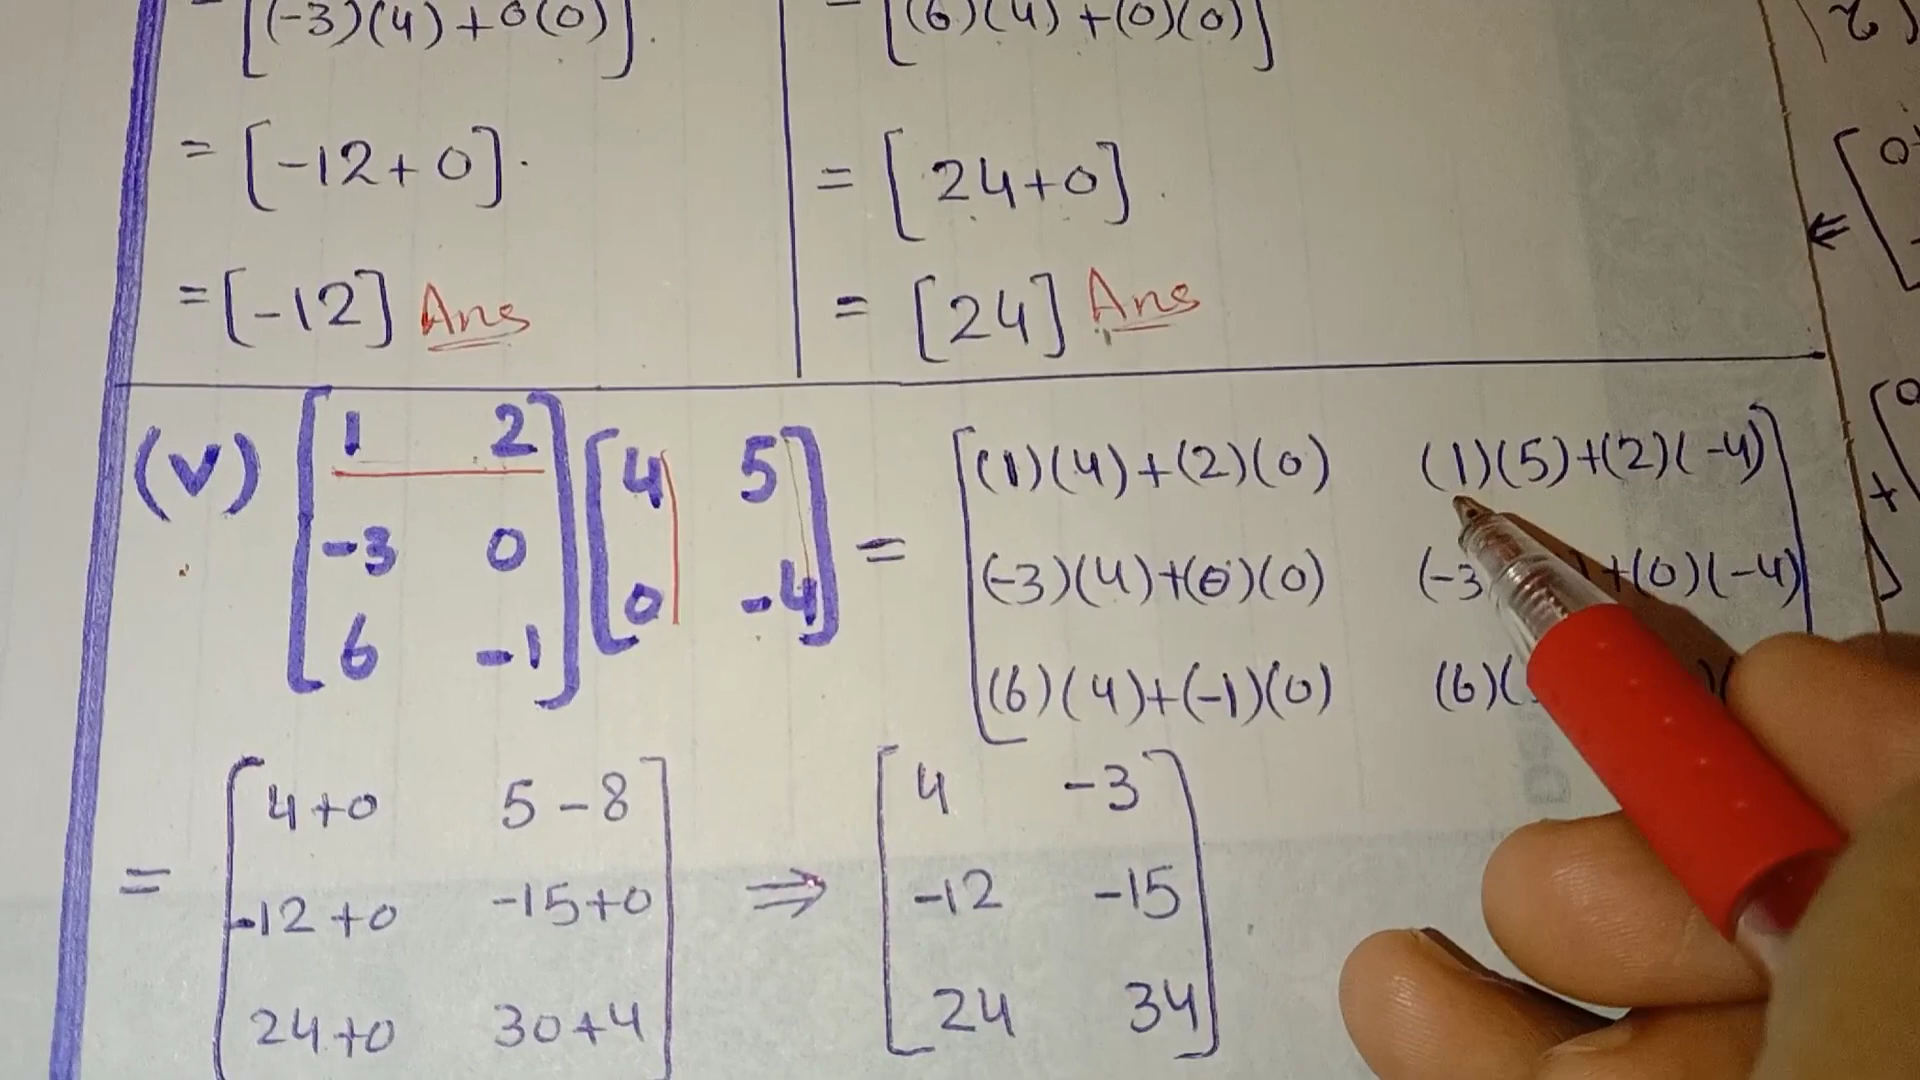 [(-3)(4)+0(0)].
= [(6)(4)+(0)(0)]
= [-12+0].
= [24+0].
=[-12] Ans
= [24] Ans
(v) [1 2] [4 5] = [(1)(4)+(2)(0) (1)(5)+(2)(-4)]
[-3 0] [0 -4] [(-3)(4)+(0)(0) (-3 +(0)(-4)]
[6 -1] [(6)(4)+(-1)(0) (6)(
= [4+0 5-8] ⇒ [4 -3]
[-12+0 -15+0] [-12 -15]
[24+0 30+4] [24 34]